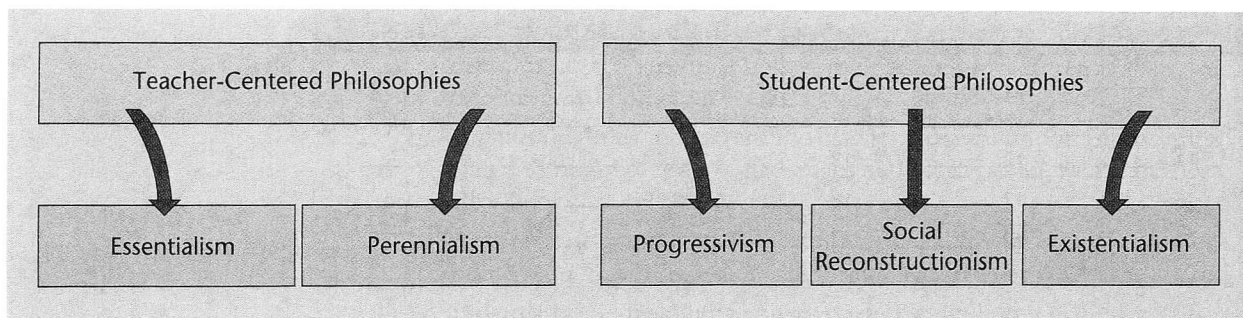 Teacher-Centered Philosophies
Student-Centered Philosophies
Essentialism
Perennialism
Progressivism
Social
Reconstructionism
Existentialism